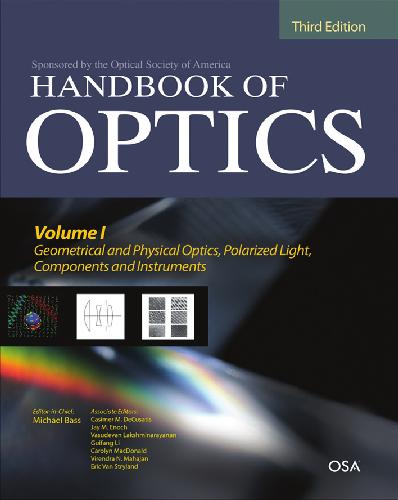 Third Edition
Sponsored by the Optical Society of America
HANDBOOK OF
OPTICS
Volume I
Geometrical and Physical Optics, Polarized Light,
Components and Instruments
Editor-in-Chief:
Michael Bass
Associate Editors:
Casimer M. DeCusatis
Jay M. Enoch
Vasudevan Lakshminarayanan
Guifang Li
Carolyn MacDonald
Virendra N. Mahajan
Eric Van Stryland
OSA